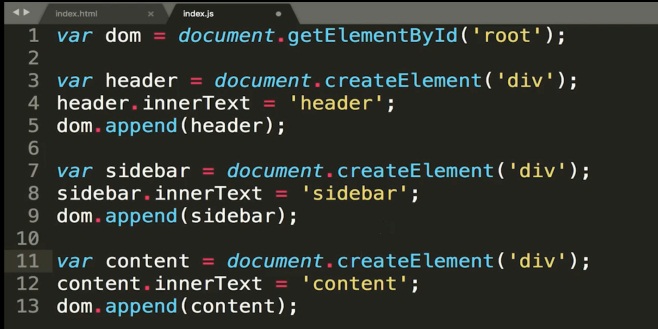 index.html × index.js
1 var dom = document.getElementById('root');
2
3 var header = document.createElement('div');
4 header.innerText = 'header';
5 dom.append(header);
6
7 var sidebar = document.createElement('div');
8 sidebar.innerText = 'sidebar';
9 dom.append(sidebar);
10
11 var content = document.createElement('div');
12 content.innerText = 'content';
13 dom.append(content);